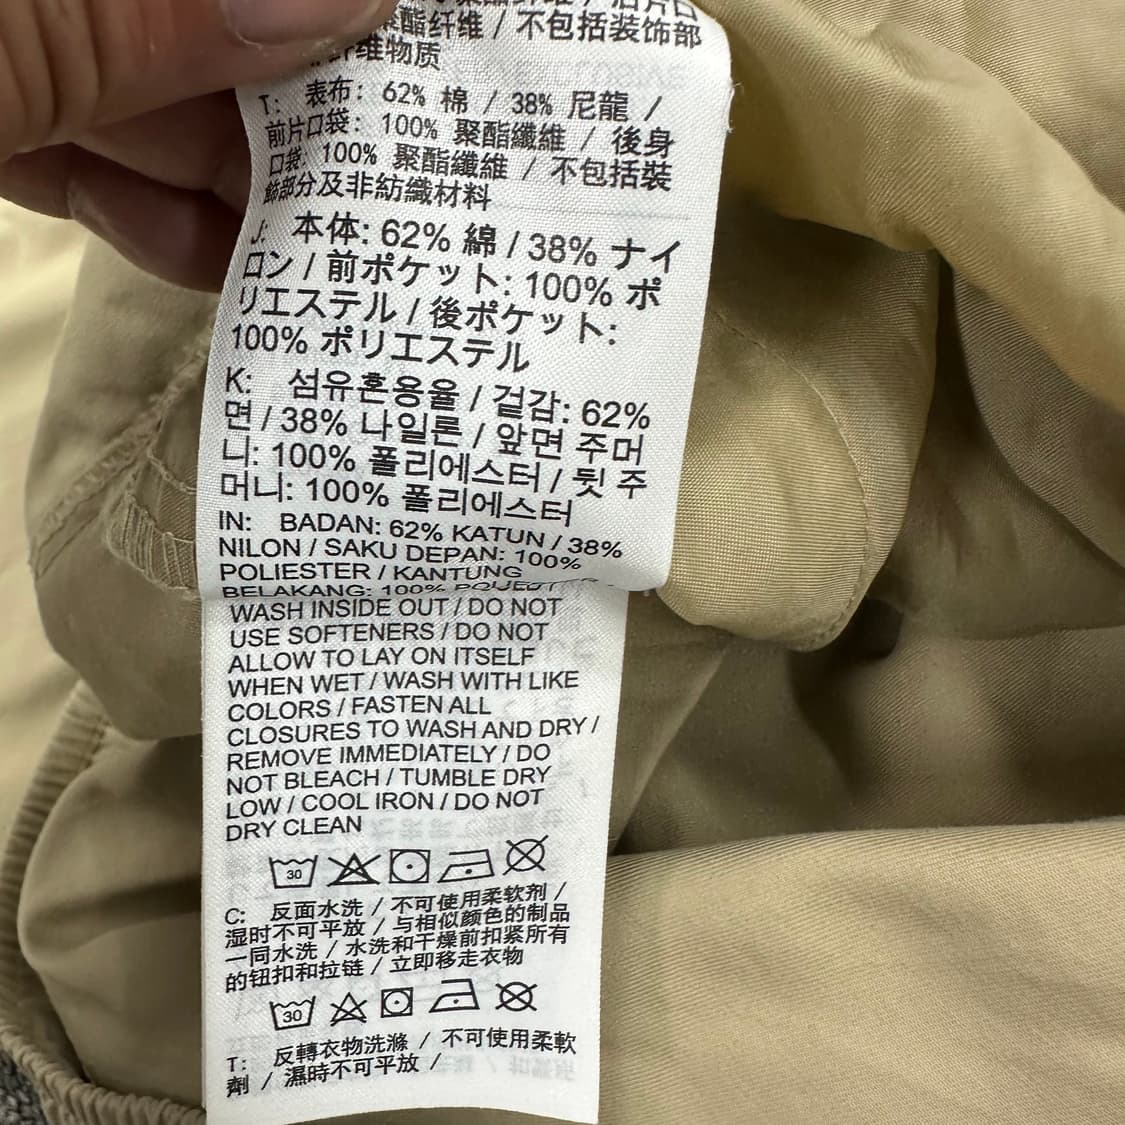 聚酯纤维 / 不包括装饰部
纤维物质
T: 表布: 62% 棉 / 38% 尼龍 /
前片口袋: 100% 聚酯纖維 / 後身
口袋: 100% 聚酯纖維 / 不包括裝
飾部分及非紡織材料
J: 本体: 62% 綿 / 38% ナイ
ロン / 前ポケット: 100% ポ
リエステル / 後ポケット:
100% ポリエステル
K: 섬유혼용율 / 겉감: 62%
면 / 38% 나일론 / 앞면 주머
니: 100% 폴리에스터 / 뒷 주
머니: 100% 폴리에스터
IN: BADAN: 62% KATUN / 38%
NILON / SAKU DEPAN: 100%
POLIESTER / KANTUNG
BELAKANG: 100%
WASH INSIDE OUT / DO NOT
USE SOFTENERS / DO NOT
ALLOW TO LAY ON ITSELF
WHEN WET / WASH WITH LIKE
COLORS / FASTEN ALL
CLOSURES TO WASH AND DRY /
REMOVE IMMEDIATELY / DO
NOT BLEACH / TUMBLE DRY
LOW / COOL IRON / DO NOT
DRY CLEAN
30
C: 反面水洗 / 不可使用柔软剂 /
湿时不可平放 / 与相似颜色的制品
一同水洗 / 水洗和干燥前扣紧所有
的钮扣和拉链 / 立即移走衣物
30
T: 反轉衣物洗滌 / 不可使用柔軟
劑 / 濕時不可平放 /